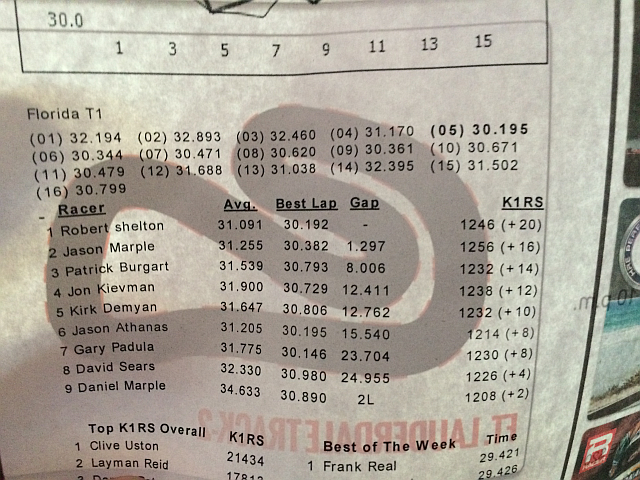 30.0
1 3 5 7 9 11 13 15
Florida T1
(01) 32.194 (02) 32.893 (03) 32.460 (04) 31.170 (05) 30.195
(06) 30.344 (07) 30.471 (08) 30.620 (09) 30.361 (10) 30.671
(11) 30.479 (12) 31.688 (13) 31.038 (14) 32.395 (15) 31.502
(16) 30.799
Racer Avg. Best Lap Gap K1RS
1 Robert shelton 31.091 30.192 - 1246 (+20)
2 Jason Marple 31.255 30.382 1.297 1256 (+16)
3 Patrick Burgart 31.539 30.793 8.006 1232 (+14)
4 Jon Kievman 31.900 30.729 12.411 1238 (+12)
5 Kirk Demyan 31.647 30.806 12.762 1232 (+10)
6 Jason Athanas 31.205 30.195 15.540 1214 (+8)
7 Gary Padula 31.775 30.146 23.704 1230 (+8)
8 David Sears 32.330 30.980 24.955 1226 (+4)
9 Daniel Marple 34.633 30.890 2L 1208 (+2)
FT LAUDERDALE TRACK-2
Top K1RS Overall K1RS Best of The Week Time
1 Clive Uston 21434 1 Frank Real 29.421
2 Layman Reid 29.426